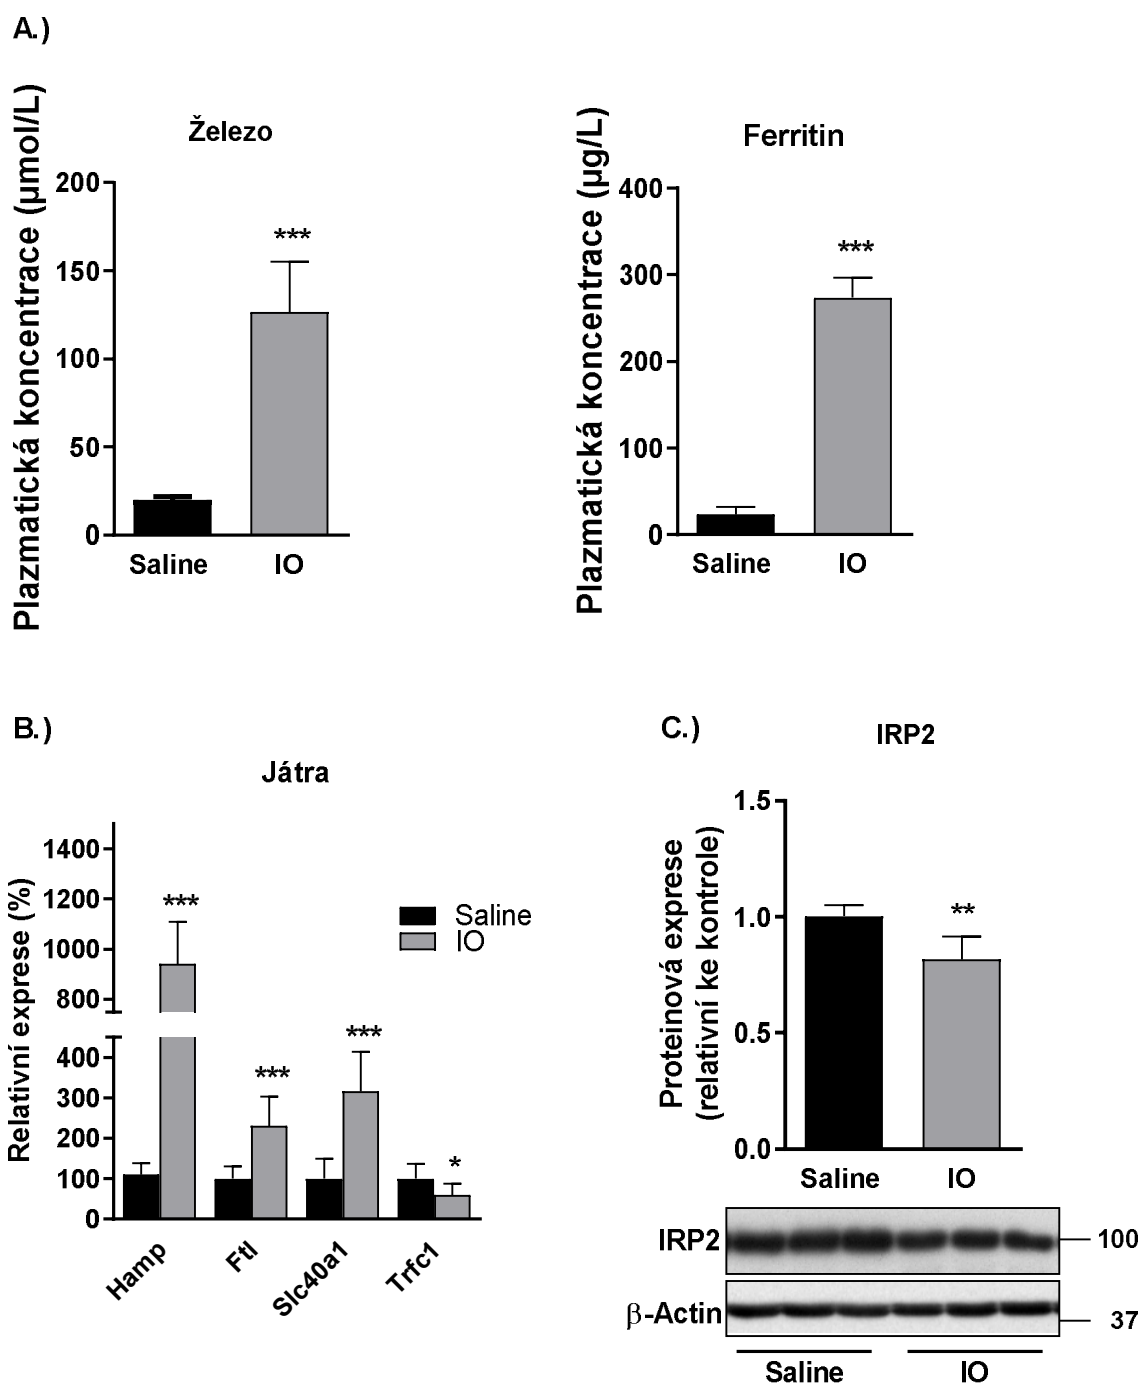 A.)
Železo
Plazmatická koncentrace (µmol/L)
200
150
100
50
0
***
Saline
IO
Ferritin
Plazmatická koncentrace (µg/L)
400
300
200
100
0
***
Saline
IO
B.)
Játra
Relativní exprese (%)
1400
1200
1000
800
400
300
200
100
0
***
***
***
*
Saline
IO
Hamp
Ftl
Slc40a1
Trfc1
C.)
IRP2
Proteinová exprese
(relativní ke kontrole)
1.5
1.0
0.5
0.0
**
Saline
IO
IRP2
100
β-Actin
37
Saline
IO